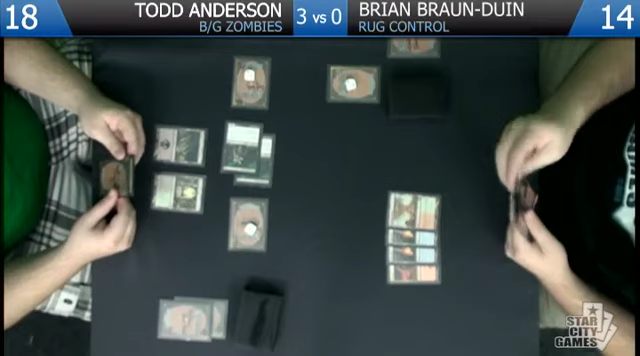 18
TODD ANDERSON
B/G ZOMBIES
3 vs 0
BRIAN BRAUN-DUIN
RUG CONTROL
14
STAR
CITY
GAMES